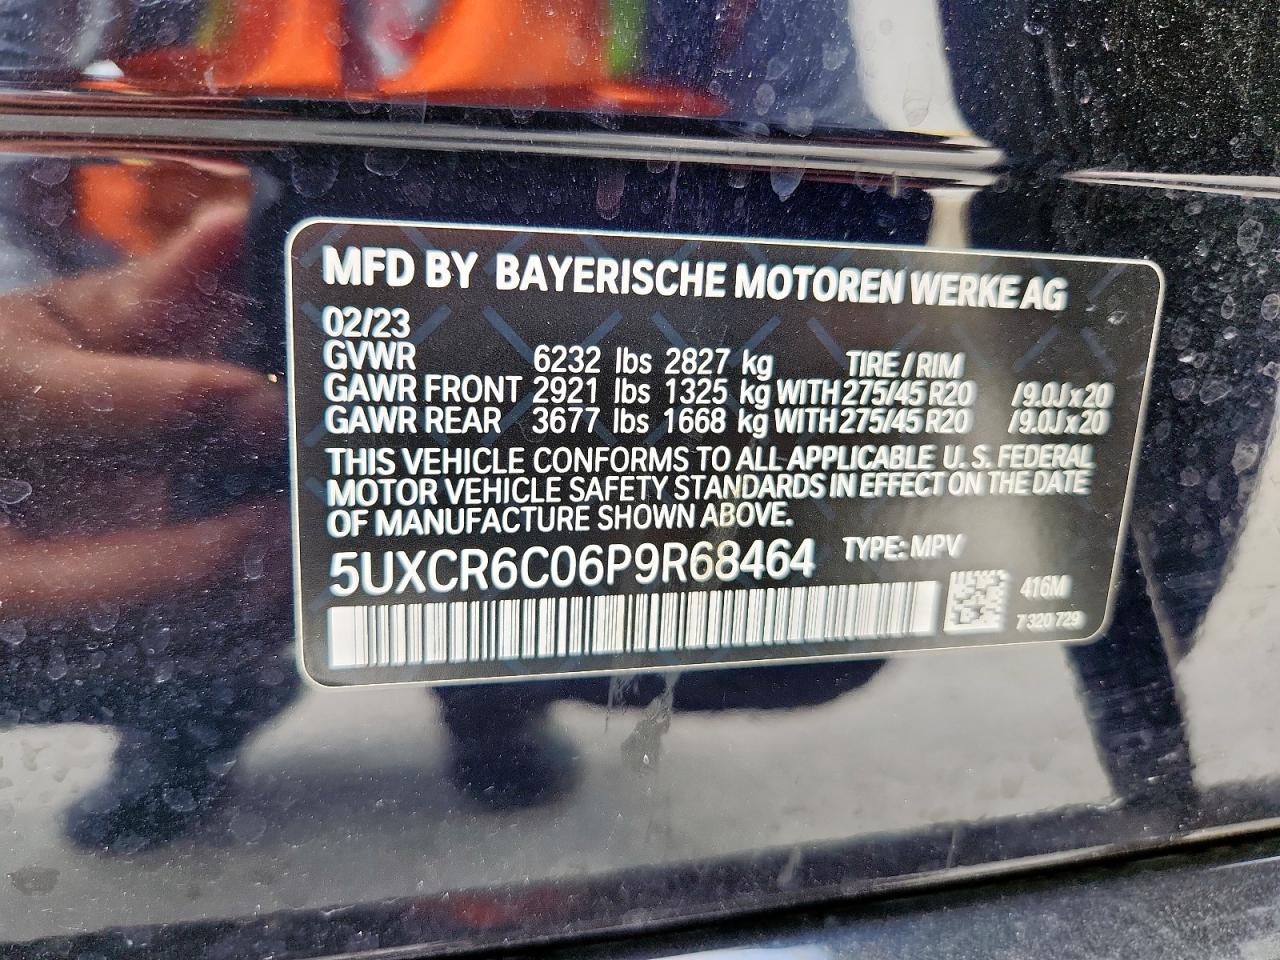 MFD BY BAYERISCHE MOTOREN WERKE AG
02/23
GVWR 6232 lbs 2827 kg TIRE / RIM
GAWR FRONT 2921 lbs 1325 kg WITH 275/45 R20 /9.0J x 20
GAWR REAR 3677 lbs 1668 kg WITH 275/45 R20 /9.0J x 20
THIS VEHICLE CONFORMS TO ALL APPLICABLE U. S. FEDERAL
MOTOR VEHICLE SAFETY STANDARDS IN EFFECT ON THE DATE
OF MANUFACTURE SHOWN ABOVE.
5UXCR6C06P9R68464 TYPE: MPV
416M
7 320 729